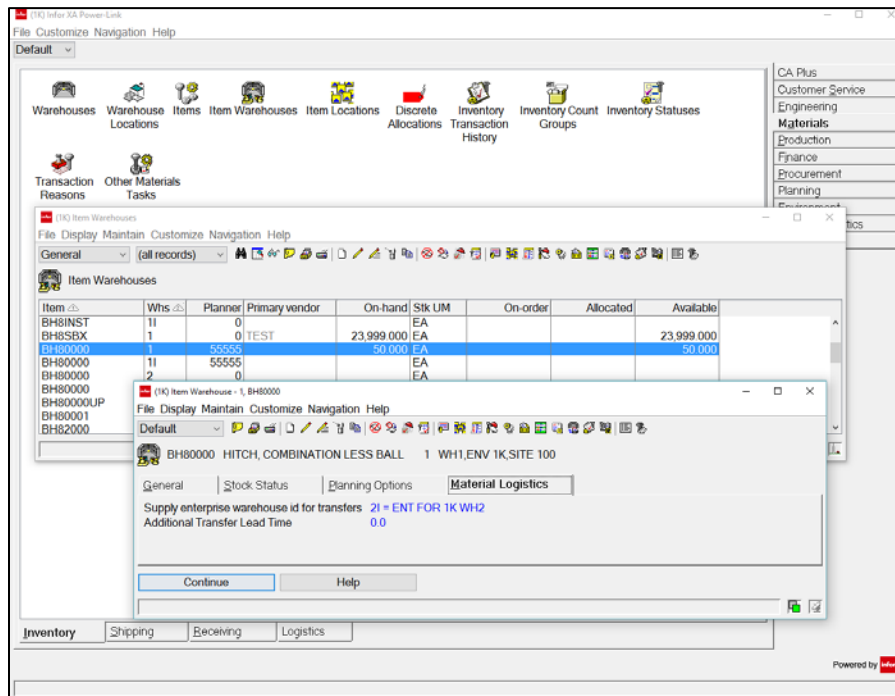 infor (1K) Infor XA Power-Link
File Customize Navigation Help
Default
CA Plus
Customer Service
Engineering
Materials
Production
Finance
Procurement
Planning
Warehouses Warehouse Locations Items Item Warehouses Item Locations Discrete Allocations Inventory Transaction History Inventory Count Groups Inventory Statuses
Transaction Reasons Other Materials Tasks
infor (1K) Item Warehouses
File Display Maintain Customize Navigation Help
General (all records)
Item Warehouses
Item Whs Planner Primary vendor On-hand Stk UM On-order Allocated Available
BH8INST 1I 0 EA
BH8SBX 1 0 TEST 23,999.000 EA 23,999.000
BH80000 1 55555 50.000 EA 50.000
BH80000 1I 55555 EA
BH80000 2 0 EA
BH80000
BH80000UP
BH80001
BH82000
infor (1K) Item Warehouse - 1, BH80000
File Display Maintain Customize Navigation Help
Default
BH80000 HITCH, COMBINATION LESS BALL 1 WH1,ENV 1K,SITE 100
General Stock Status Planning Options Material Logistics
Supply enterprise warehouse id for transfers 2I = ENT FOR 1K WH2
Additional Transfer Lead Time 0.0
Continue Help
Inventory Shipping Receiving Logistics
Powered by infor